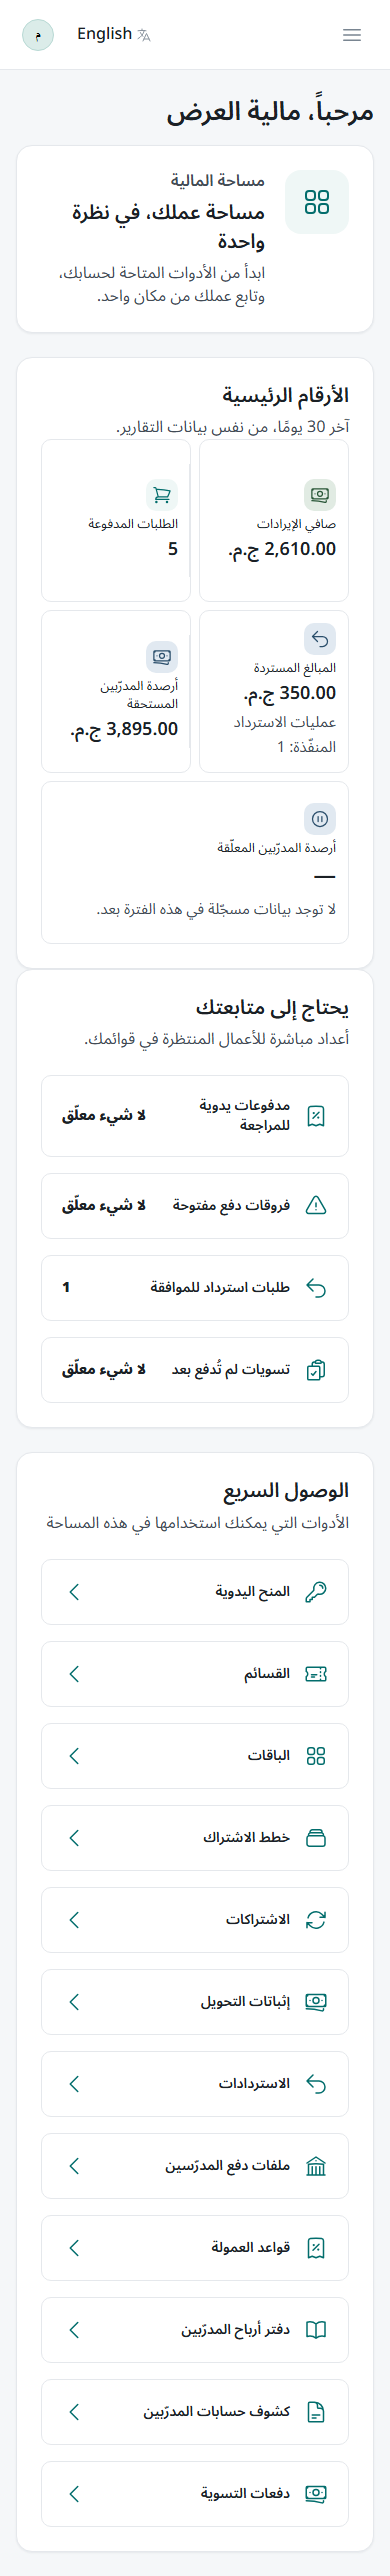 م
English
مرحباً، مالية العرض
مساحة المالية
مساحة عملك، في نظرة
واحدة
ابدأ من الأدوات المتاحة لحسابك،
وتابع عملك من مكان واحد.
الأرقام الرئيسية
آخر 30 يومًا، من نفس بيانات التقارير.
صافي الإيرادات
2,610.00 ج.م.
الطلبات المدفوعة
5
المبالغ المستردة
350.00 ج.م.
عمليات الاسترداد
المنفّذة: 1
أرصدة المدرّبين
المستحقة
3,895.00 ج.م.
أرصدة المدرّبين المعلّقة
—
لا توجد بيانات مسجّلة في هذه الفترة بعد.
يحتاج إلى متابعتك
أعداد مباشرة للأعمال المنتظرة في قوائمك.
مدفوعات يدوية
للمراجعة
لا شيء معلّق
فروقات دفع مفتوحة
لا شيء معلّق
طلبات استرداد للموافقة
1
تسويات لم تُدفع بعد
لا شيء معلّق
الوصول السريع
الأدوات التي يمكنك استخدامها في هذه المساحة
المنح اليدوية
القسائم
الباقات
خطط الاشتراك
الاشتراكات
إثباتات التحويل
الاستردادات
ملفات دفع المدرّسين
قواعد العمولة
دفتر أرباح المدرّبين
كشوف حسابات المدرّبين
دفعات التسوية